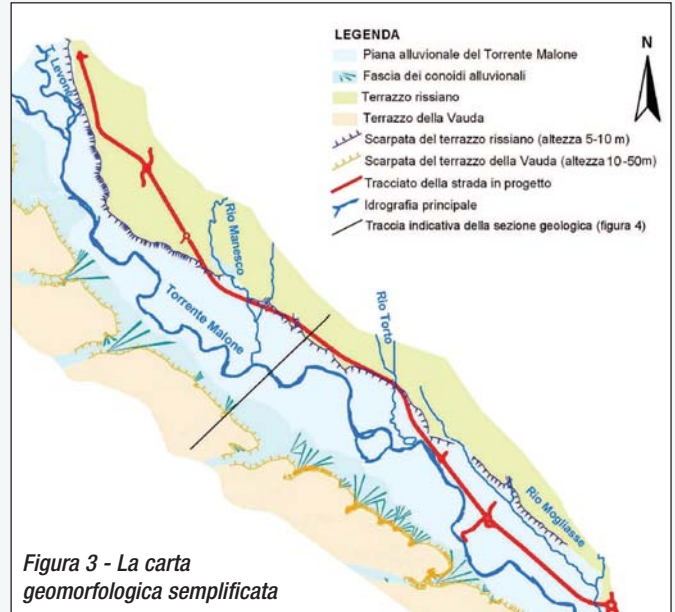 LEGENDA
Piana alluvionale del Torrente Malone
Fascia dei conoidi alluvionali
Terrazzo rissiano
Terrazzo della Vauda
Scarpata del terrazzo rissiano (altezza 5-10 m)
Scarpata del terrazzo della Vauda (altezza 10-50m)
Tracciato della strada in progetto
Idrografia principale
Traccia indicativa della sezione geologica (figura 4)
N
T. Levone
Rio Manesco
Torrente Malone
Rio Torto
Rio Mogliasse
Figura 3 - La carta
geomorfologica semplificata